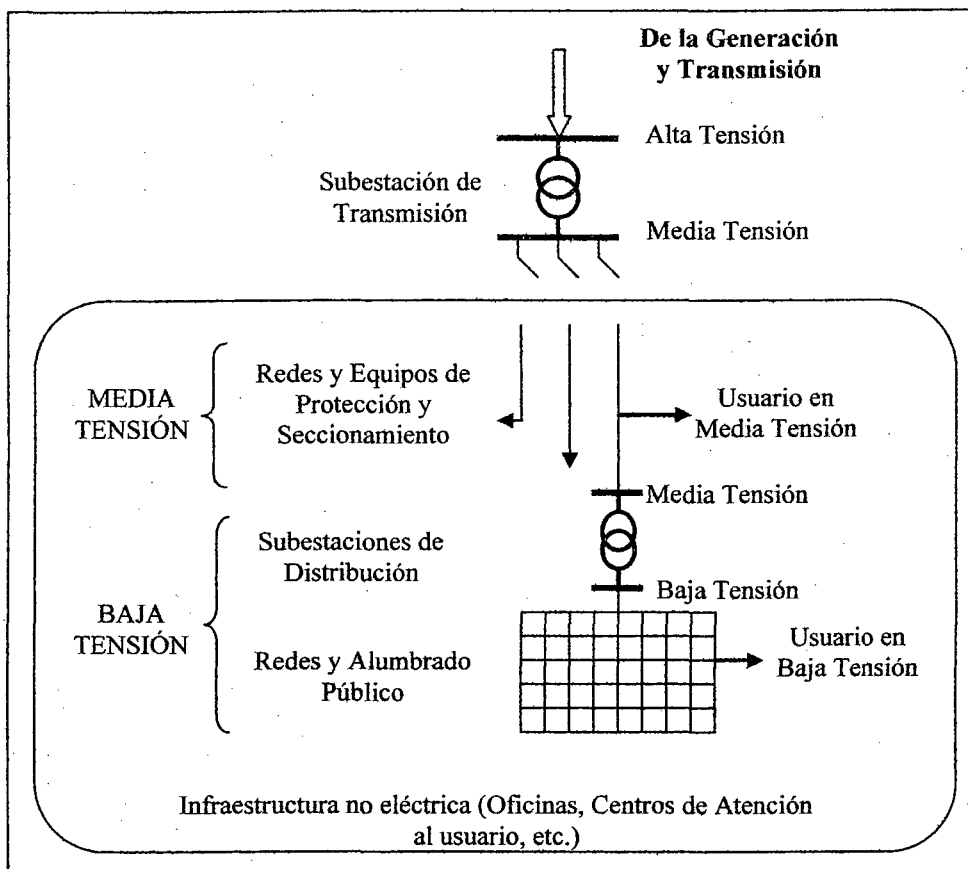 De la Generación
y Transmisión
Alta Tensión
Subestación de
Transmisión
Media Tensión
MEDIA
TENSIÓN
Redes y Equipos de
Protección y
Seccionamiento
Usuario en
Media Tensión
Media Tensión
Subestaciones de
Distribución
Baja Tensión
BAJA
TENSIÓN
Redes y Alumbrado
Público
Usuario en
Baja Tensión
Infraestructura no eléctrica (Oficinas, Centros de Atención
al usuario, etc.)